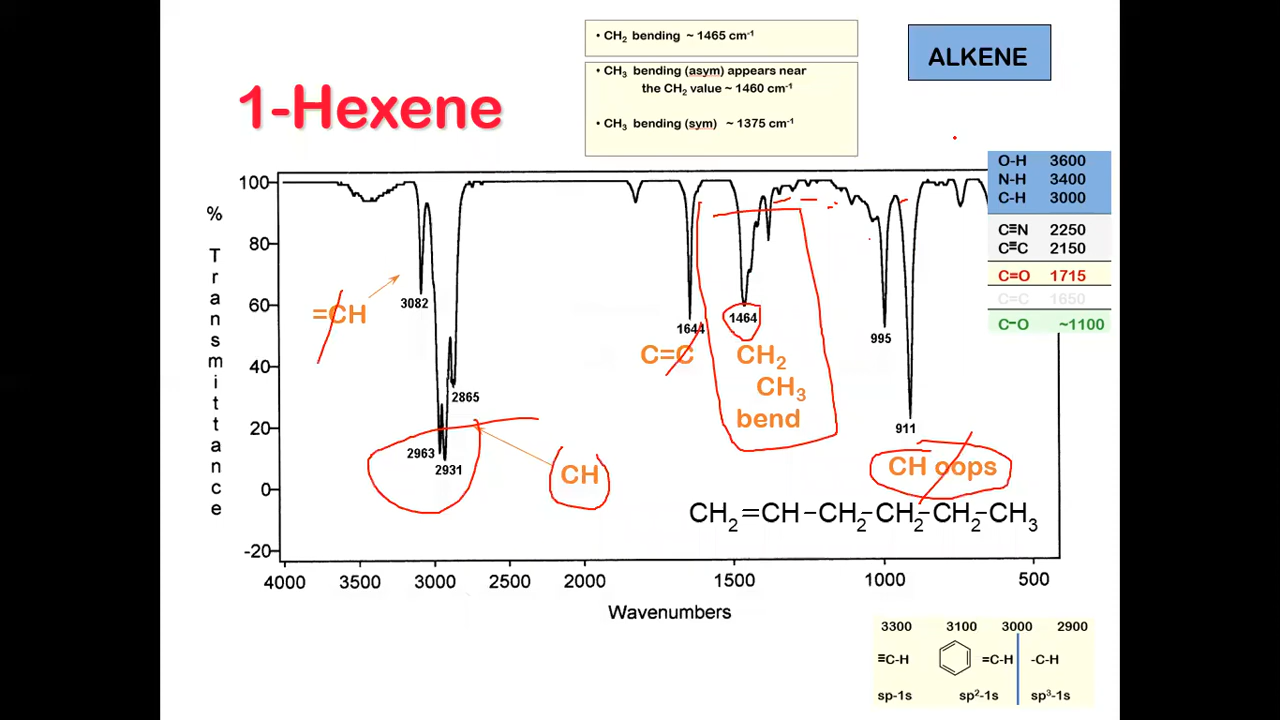 • CH₂ bending ~ 1465 cm⁻¹
• CH₃ bending (asym) appears near
the CH₂ value ~ 1460 cm⁻¹
• CH₃ bending (sym) ~ 1375 cm⁻¹
ALKENE
1-Hexene
O-H 3600
N-H 3400
C-H 3000
C≡N 2250
C≡C 2150
C=O 1715
C=C 1650
C-O ~1100
% Transmittance
100
80
60
40
20
0
-20
=CH
3082
2865
2963
2931
CH
1644
C=C
1464
CH₂
CH₃
bend
995
911
CH oops
CH₂=CH-CH₂-CH₂-CH₂-CH₃
4000 3500 3000 2500 2000 1500 1000 500
Wavenumbers
3300 3100 3000 2900
≡C-H =C-H -C-H
sp-1s sp²-1s sp³-1s